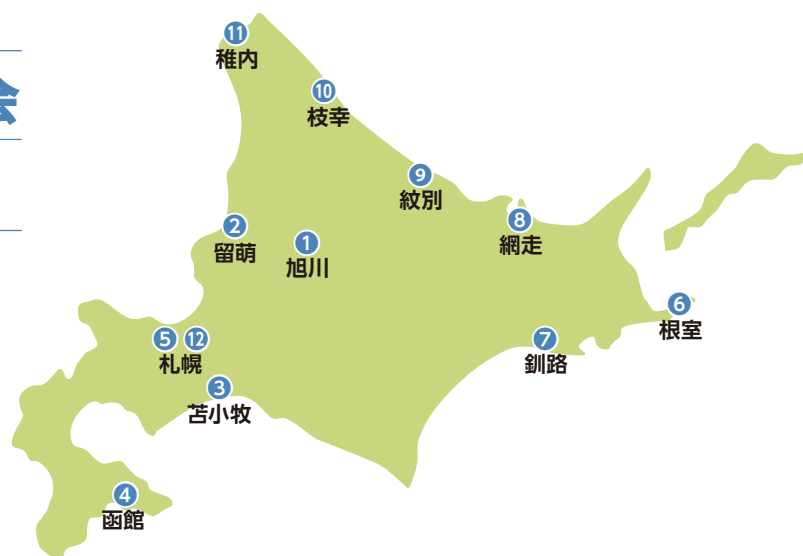 会
⑪
稚内
⑩
枝幸
⑨
紋別
⑧
網走
②
留萌
①
旭川
⑥
根室
⑤ ⑫
札幌
⑦
釧路
③
苫小牧
④
函館